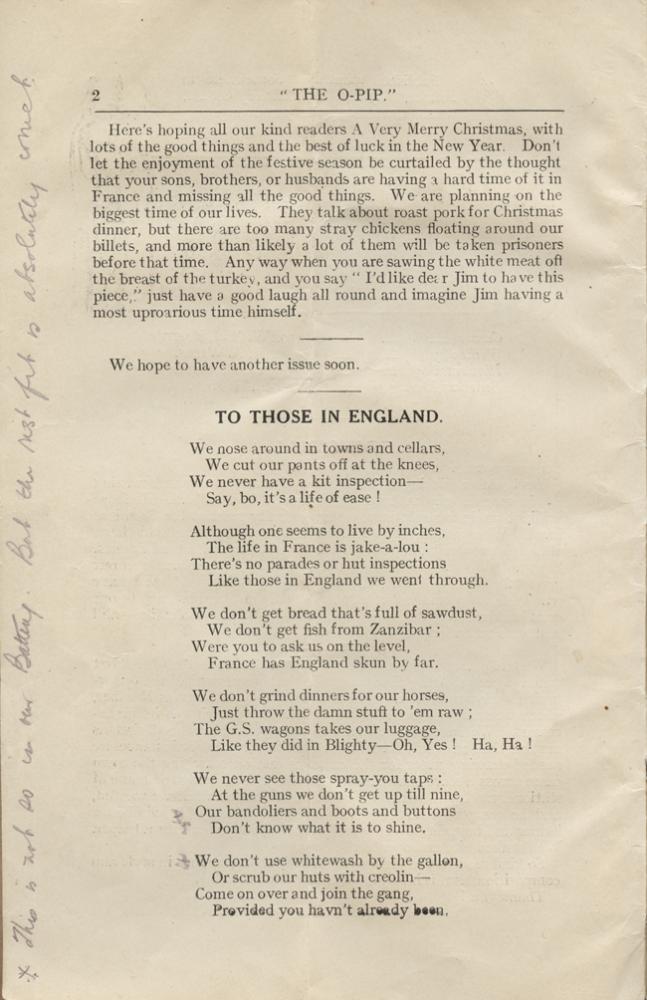 2
"THE O-PIP."
Here's hoping all our kind readers A Very Merry Christmas, with
lots of the good things and the best of luck in the New Year. Don't
let the enjoyment of the festive season be curtailed by the thought
that your sons, brothers, or husbands are having a hard time of it in
France and missing all the good things. We are planning on the
biggest time of our lives. They talk about roast pork for Christmas
dinner, but there are too many stray chickens floating around our
billets, and more than likely a lot of them will be taken prisoners
before that time. Any way when you are sawing the white meat oft
the breast of the turkey, and you say " I'd like dear Jim to have this
piece," just have a good laugh all round and imagine Jim having a
most uproarious time himself.
We hope to have another issue soon.
TO THOSE IN ENGLAND.
We nose around in towns and cellars,
We cut our pants off at the knees,
We never have a kit inspection—
Say, bo, it's a life of ease !
Although one seems to live by inches,
The life in France is jake-a-lou :
There's no parades or hut inspections
Like those in England we went through.
We don't get bread that's full of sawdust,
We don't get fish from Zanzibar ;
Were you to ask us on the level,
France has England skun by far.
We don't grind dinners for our horses,
Just throw the damn stuft to 'em raw ;
The G.S. wagons takes our luggage,
Like they did in Blighty—Oh, Yes ! Ha, Ha !
We never see those spray-you taps :
At the guns we don't get up till nine,
* Our bandoliers and boots and buttons
Don't know what it is to shine.
We don't use whitewash by the gallon,
Or scrub our huts with creolin—
Come on over and join the gang,
Provided you havn't already been.
* This is not so in our Battery. But the rest fit is absolutely correct.